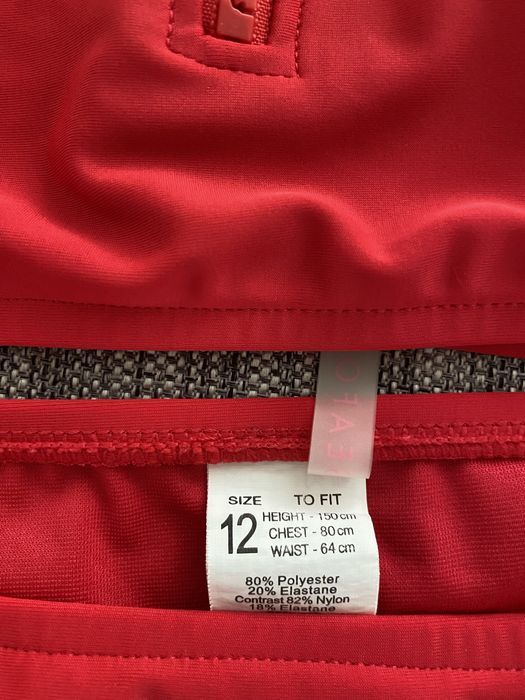 SIZE TO FIT
12 HEIGHT - 150cm
CHEST - 80cm
WAIST - 64cm
80% Polyester
20% Elastane
Contrast 82% Nylon
18% Elastane